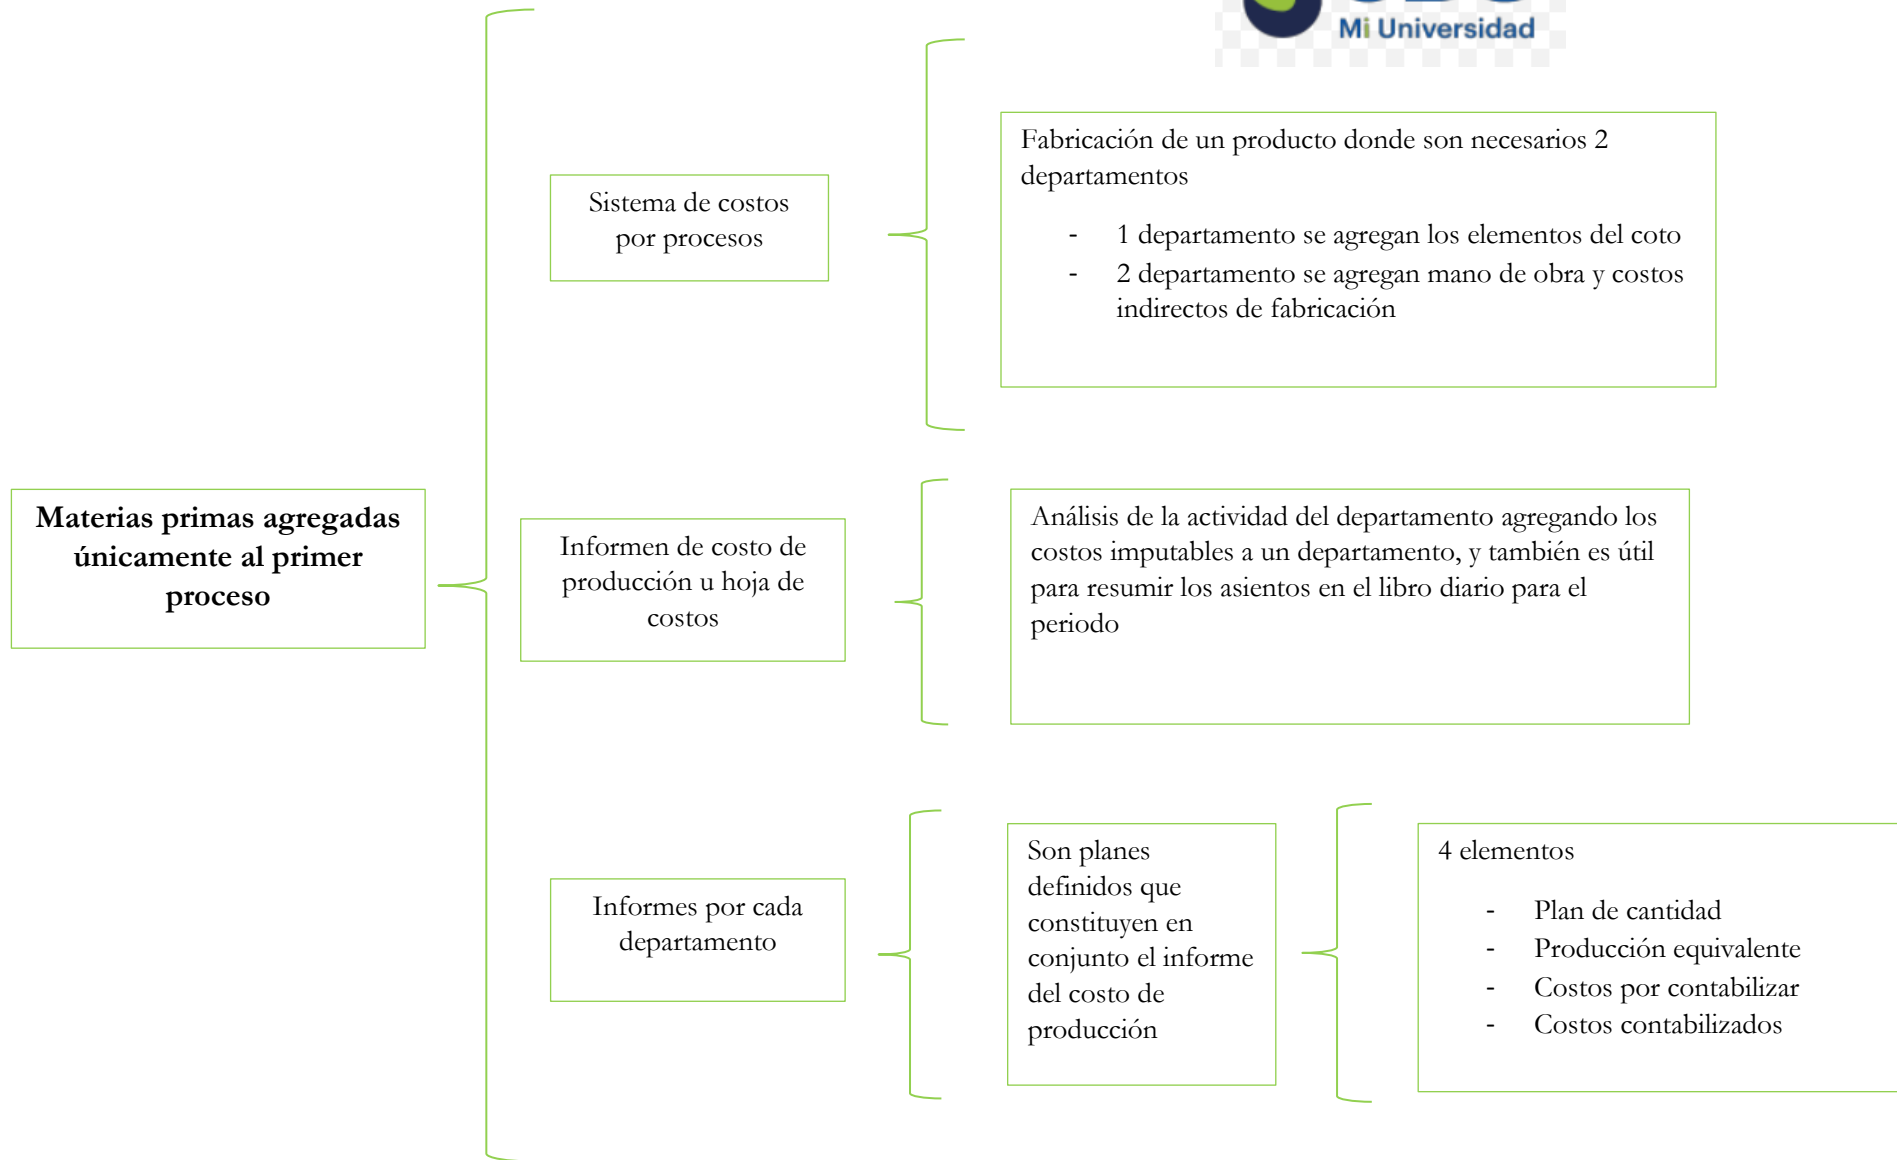 Mi Universidad
Fabricación de un producto donde son necesarios 2
departamentos
- 1 departamento se agregan los elementos del coto
- 2 departamento se agregan mano de obra y costos
indirectos de fabricación
Sistema de costos
por procesos
Materias primas agregadas
únicamente al primer
proceso
Informen de costo de
producción u hoja de
costos
Análisis de la actividad del departamento agregando los
costos imputables a un departamento, y también es útil
para resumir los asientos en el libro diario para el
periodo
Informes por cada
departamento
Son planes
definidos que
constituyen en
conjunto el informe
del costo de
producción
4 elementos
- Plan de cantidad
- Producción equivalente
- Costos por contabilizar
- Costos contabilizados